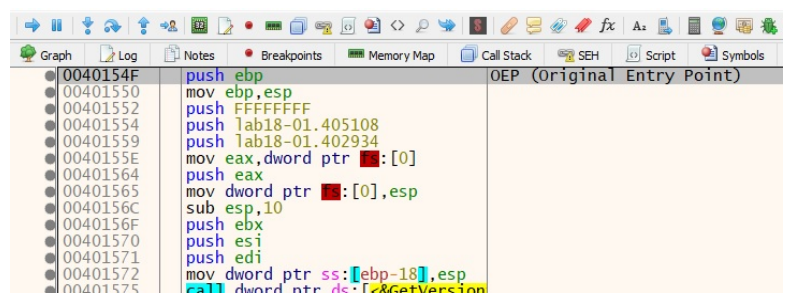 fx A₂
Graph Log Notes Breakpoints Memory Map Call Stack SEH Script Symbols
0040154F push ebp OEP (Original Entry Point)
00401550 mov ebp,esp
00401552 push FFFFFFFF
00401554 push lab18-01.405108
00401559 push lab18-01.402934
0040155E mov eax,dword ptr fs:[0]
00401564 push eax
00401565 mov dword ptr fs:[0],esp
0040156C sub esp,10
0040156F push ebx
00401570 push esi
00401571 push edi
00401572 mov dword ptr ss:[ebp-18],esp
00401575 call dword ptr ds:[<&GetVersion